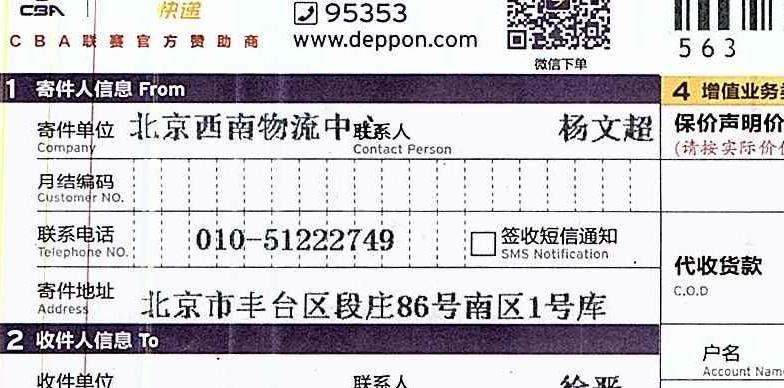 CBA 快递 95353
CBA联赛官方赞助商 www.deppon.com
微信下单
563
1 寄件人信息 From
4 增值业务
寄件单位 北京西南物流中心 联系人 杨文超
Company Contact Person
保价声明价
(请按实际价
月结编码
Customer NO.
联系电话 010-51222749 签收短信通知
Telephone NO. SMS Notification
代收货款
C.O.D
寄件地址 北京市丰台区段庄86号南区1号库
Address
2 收件人信息 To
户名
Account Nam
收件单位 联系人